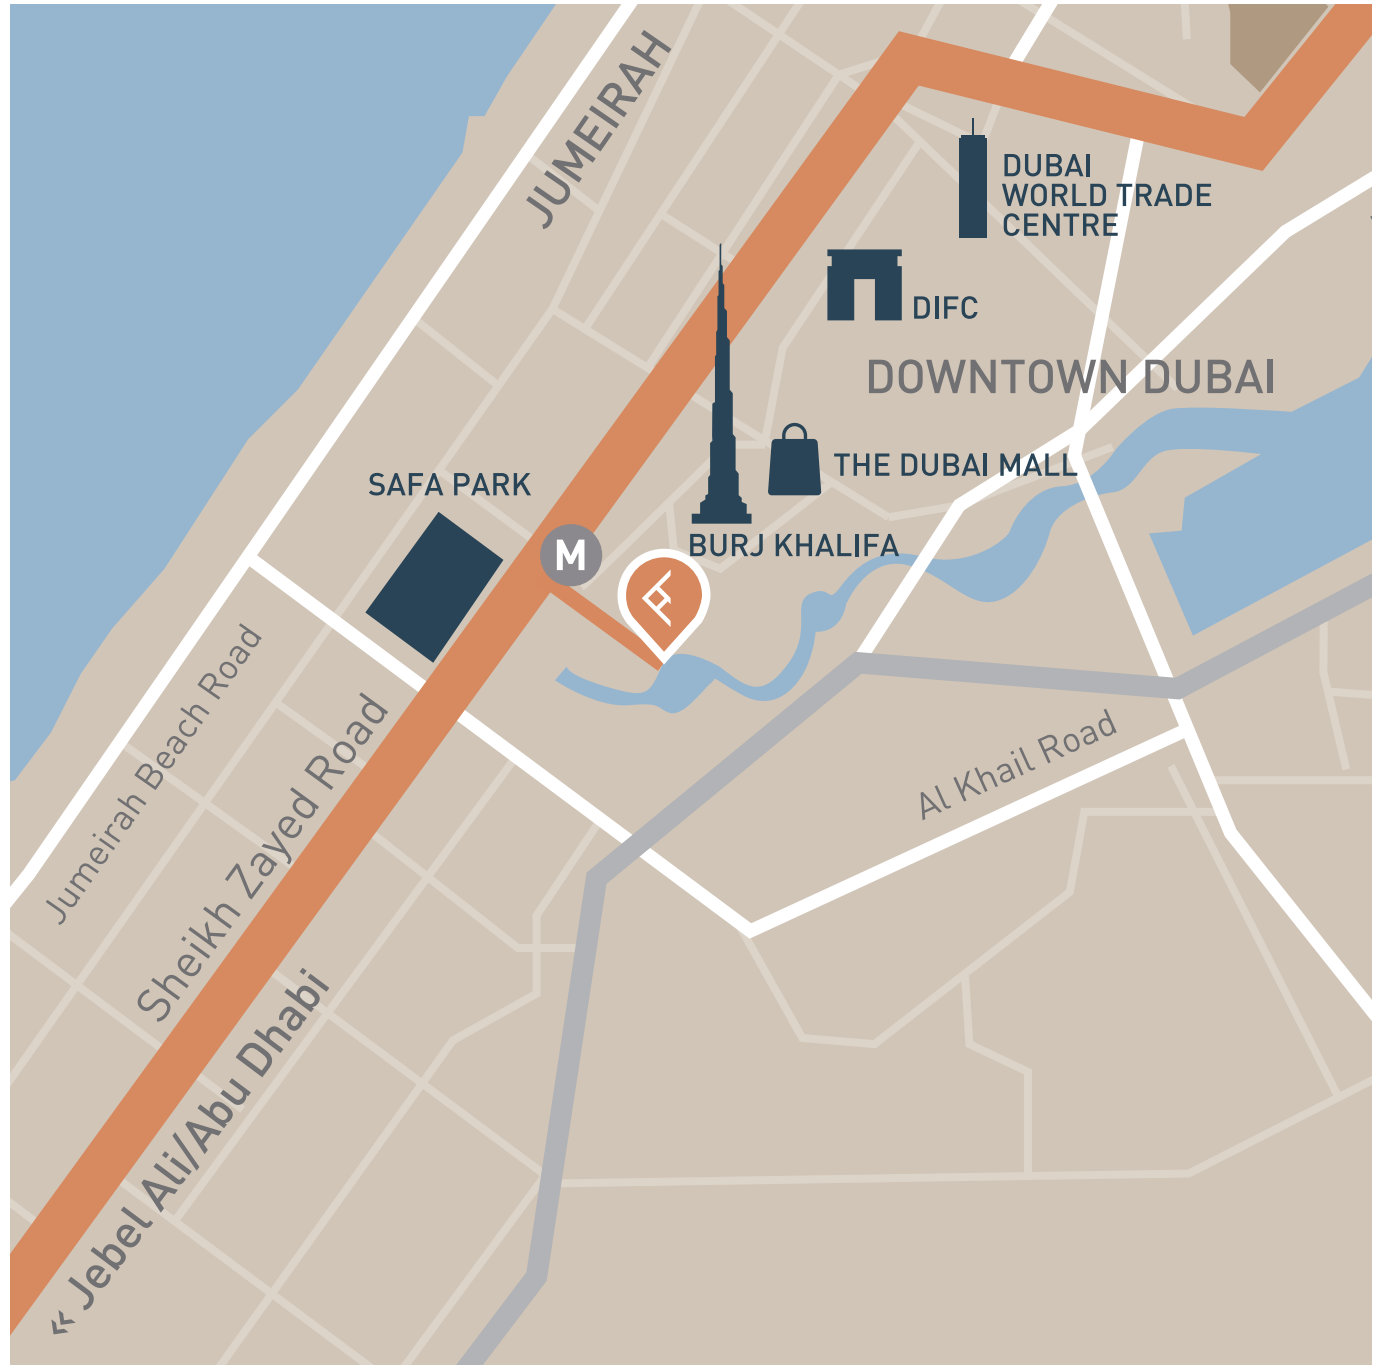 JUMEIRAH
DUBAI
WORLD TRADE
CENTRE
DIFC
DOWNTOWN DUBAI
THE DUBAI MALL
SAFA PARK
M
BURJ KHALIFA
Jumeirah Beach Road
Sheikh Zayed Road
Al Khail Road
« Jebel Ali/Abu Dhabi